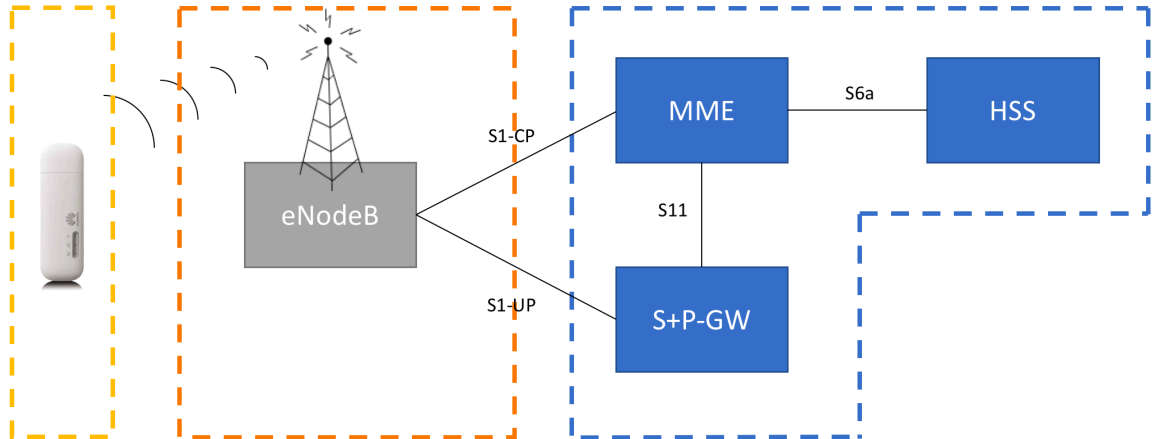 MME
S6a
HSS
S1-CP
eNodeB
S11
S1-UP
S+P-GW